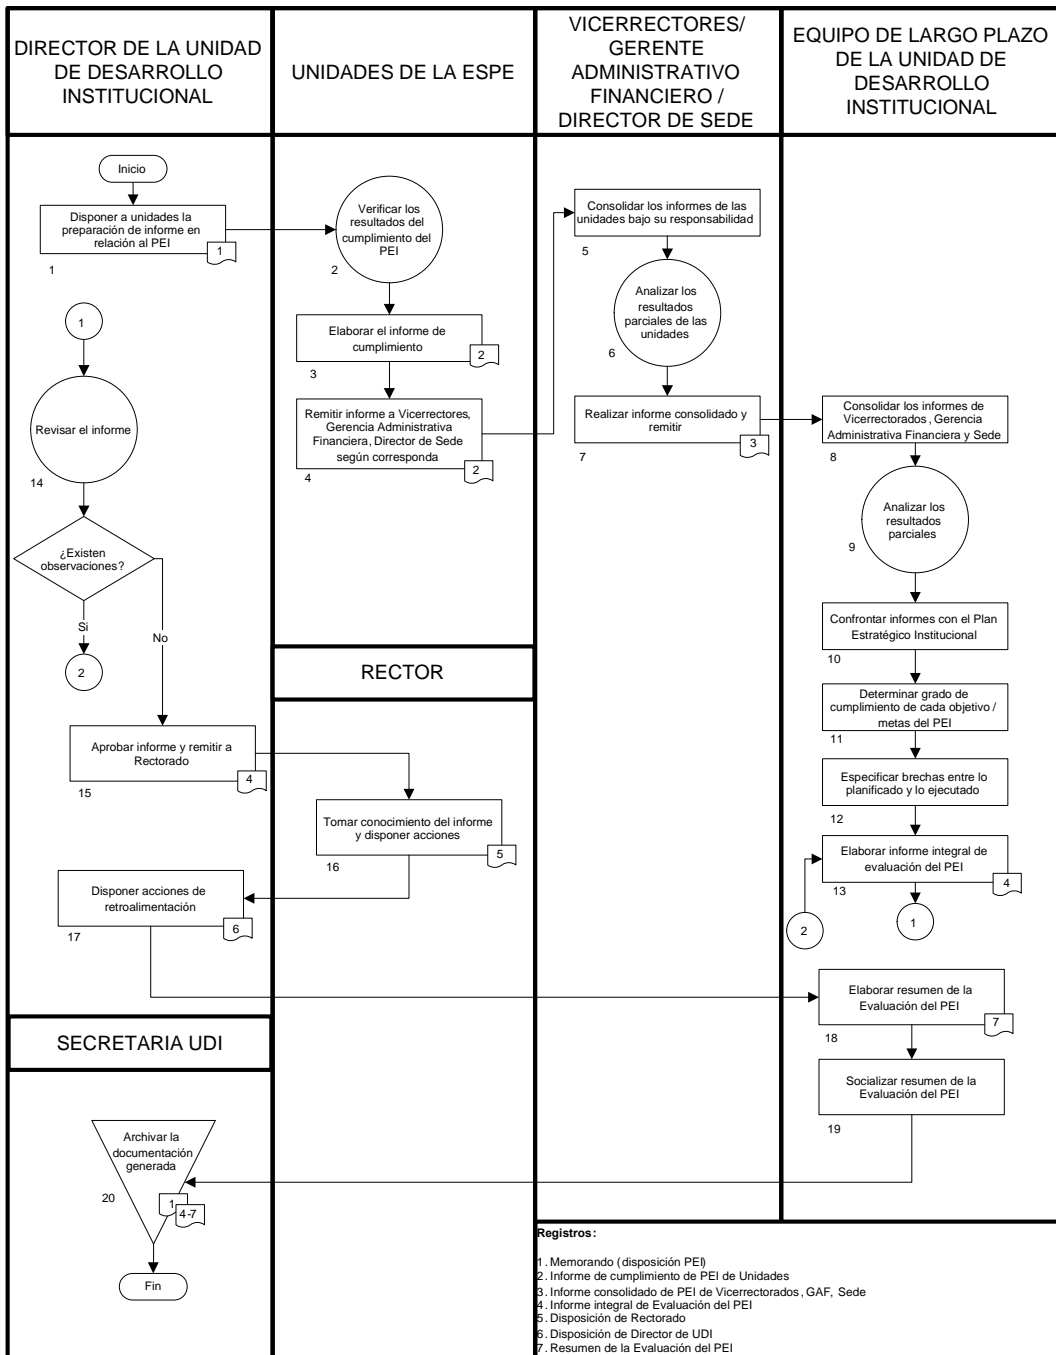 DIRECTOR DE LA UNIDAD
DE DESARROLLO
INSTITUCIONAL
UNIDADES DE LA ESPE
VICERRECTORES/
GERENTE
ADMINISTRATIVO
FINANCIERO /
DIRECTOR DE SEDE
EQUIPO DE LARGO PLAZO
DE LA UNIDAD DE
DESARROLLO
INSTITUCIONAL
Inicio
Disponer a unidades la
preparación de informe en
relación al PEI
1
1
Verificar los
resultados del
cumplimiento del
PEI
2
Elaborar el informe de
cumplimiento
2
3
Remitir informe a Vicerrectores,
Gerencia Administrativa
Financiera, Director de Sede
según corresponda
2
4
Consolidar los informes de las
unidades bajo su responsabilidad
5
Analizar los
resultados
parciales de las
unidades
6
Realizar informe consolidado y
remitir
3
7
Consolidar los informes de
Vicerrectorados, Gerencia
Administrativa Financiera y Sede
8
Analizar los
resultados
parciales
9
Confrontar informes con el Plan
Estratégico Institucional
10
Determinar grado de
cumplimiento de cada objetivo /
metas del PEI
11
Especificar brechas entre lo
planificado y lo ejecutado
12
Elaborar informe integral de
evaluación del PEI
4
13
2
1
1
Revisar el informe
14
¿Existen
observaciones?
Si
No
2
Aprobar informe y remitir a
Rectorado
4
15
RECTOR
Tomar conocimiento del informe
y disponer acciones
5
16
Disponer acciones de
retroalimentación
6
17
Elaborar resumen de la
Evaluación del PEI
7
18
Socializar resumen de la
Evaluación del PEI
19
SECRETARIA UDI
Archivar la
documentación
generada
20
1
4-7
Fin
Registros:
1. Memorando (disposición PEI)
2. Informe de cumplimiento de PEI de Unidades
3. Informe consolidado de PEI de Vicerrectorados, GAF, Sede
4. Informe integral de Evaluación del PEI
5. Disposición de Rectorado
6. Disposición de Director de UDI
7. Resumen de la Evaluación del PEI